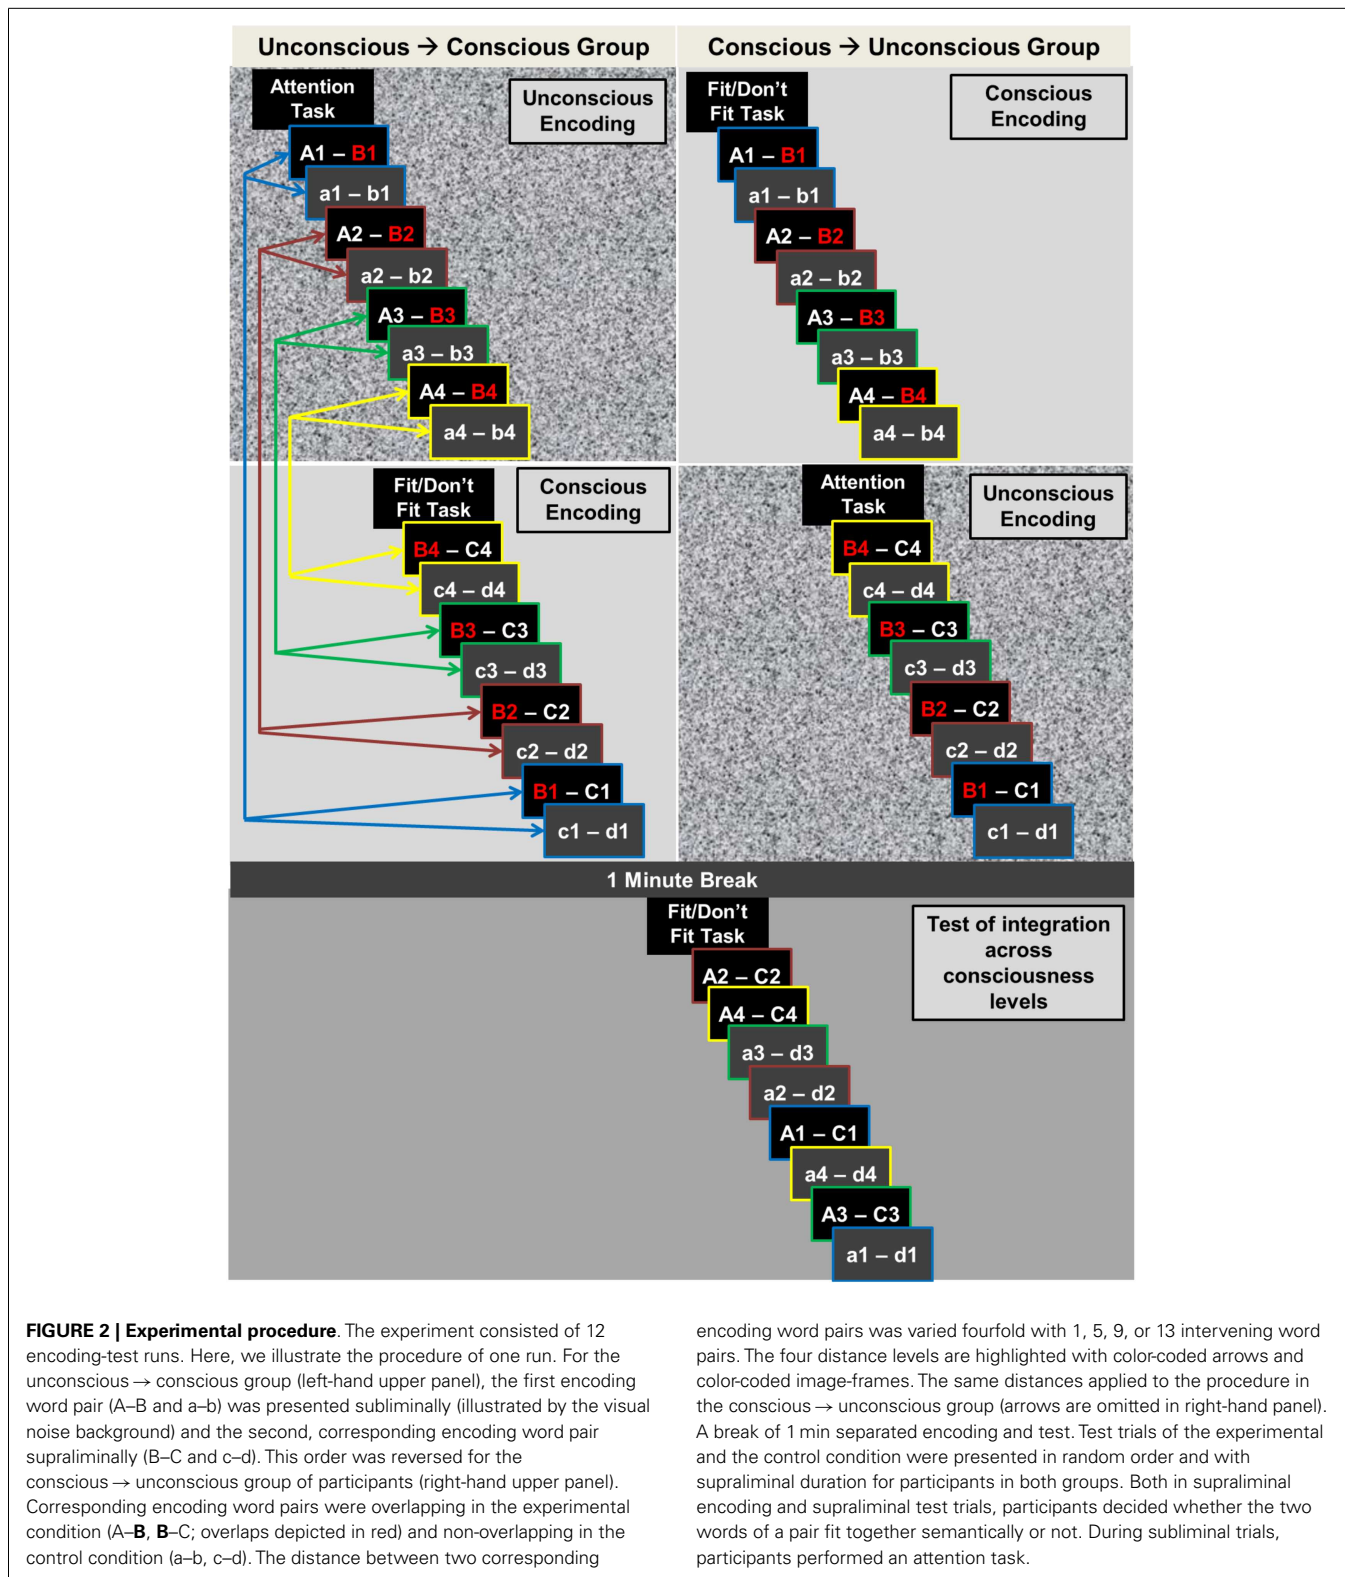 Unconscious → Conscious Group
Conscious → Unconscious Group
Attention
Task
Unconscious
Encoding
A1 – B1
a1 – b1
A2 – B2
a2 – b2
A3 – B3
a3 – b3
A4 – B4
a4 – b4
Fit/Don't
Fit Task
Conscious
Encoding
A1 – B1
a1 – b1
A2 – B2
a2 – b2
A3 – B3
a3 – b3
A4 – B4
a4 – b4
Fit/Don't
Fit Task
Conscious
Encoding
B4 – C4
c4 – d4
B3 – C3
c3 – d3
B2 – C2
c2 – d2
B1 – C1
c1 – d1
Attention
Task
Unconscious
Encoding
B4 – C4
c4 – d4
B3 – C3
c3 – d3
B2 – C2
c2 – d2
B1 – C1
c1 – d1
1 Minute Break
Fit/Don't
Fit Task
Test of integration
across
consciousness
levels
A2 – C2
A4 – C4
a3 – d3
a2 – d2
A1 – C1
a4 – d4
A3 – C3
a1 – d1
FIGURE 2 | Experimental procedure. The experiment consisted of 12
encoding-test runs. Here, we illustrate the procedure of one run. For the
unconscious → conscious group (left-hand upper panel), the first encoding
word pair (A–B and a–b) was presented subliminally (illustrated by the visual
noise background) and the second, corresponding encoding word pair
supraliminally (B–C and c–d). This order was reversed for the
conscious → unconscious group of participants (right-hand upper panel).
Corresponding encoding word pairs were overlapping in the experimental
condition (A–B, B–C; overlaps depicted in red) and non-overlapping in the
control condition (a–b, c–d). The distance between two corresponding
encoding word pairs was varied fourfold with 1, 5, 9, or 13 intervening word
pairs. The four distance levels are highlighted with color-coded arrows and
color-coded image-frames. The same distances applied to the procedure in
the conscious → unconscious group (arrows are omitted in right-hand panel).
A break of 1 min separated encoding and test. Test trials of the experimental
and the control condition were presented in random order and with
supraliminal duration for participants in both groups. Both in supraliminal
encoding and supraliminal test trials, participants decided whether the two
words of a pair fit together semantically or not. During subliminal trials,
participants performed an attention task.